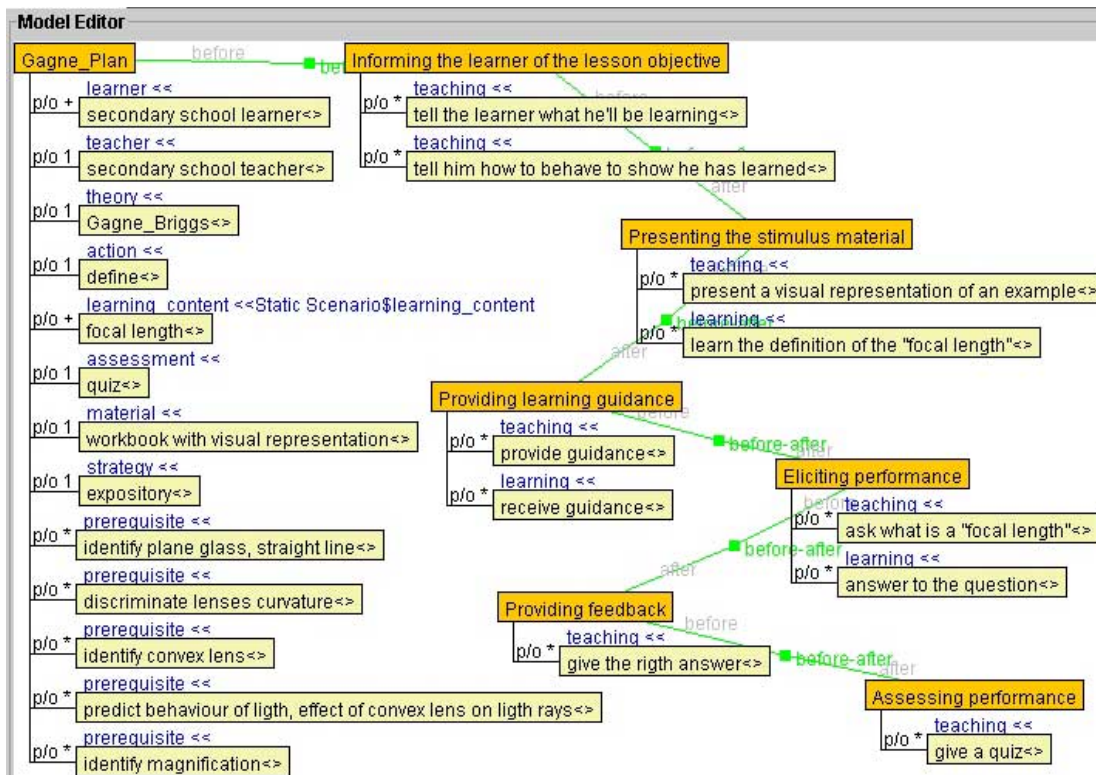 Model Editor
Gagne_Plan
before
Informing the learner of the lesson objective
learner <<
p/o +
secondary school learner<>
teacher <<
p/o 1
secondary school teacher<>
theory <<
p/o 1
Gagne_Briggs<>
action <<
p/o 1
define<>
learning_content <<Static Scenario$learning_content
p/o +
focal length<>
assessment <<
p/o 1
quiz<>
material <<
p/o 1
workbook with visual representation<>
strategy <<
p/o 1
expository<>
prerequisite <<
p/o *
identify plane glass, straight line<>
prerequisite <<
p/o *
discriminate lenses curvature<>
prerequisite <<
p/o *
identify convex lens<>
prerequisite <<
p/o *
predict behaviour of ligth, effect of convex lens on ligth rays<>
prerequisite <<
p/o *
identify magnification<>
teaching <<
before
p/o *
tell the learner what he'll be learning<>
teaching <<
before-after
p/o *
tell him how to behave to show he has learned<>
after
Presenting the stimulus material
teaching <<
p/o *
present a visual representation of an example<>
learning <<
before-after
p/o *
learn the definition of the "focal length"<>
after
Providing learning guidance
before
teaching <<
before-after
p/o *
provide guidance<>
after
learning <<
p/o *
receive guidance<>
Eliciting performance
before
teaching <<
p/o *
ask what is a "focal length"<>
before-after
learning <<
p/o *
answer to the question<>
after
Providing feedback
before
teaching <<
p/o *
give the rigth answer<>
before-after
after
Assessing performance
teaching <<
p/o *
give a quiz<>